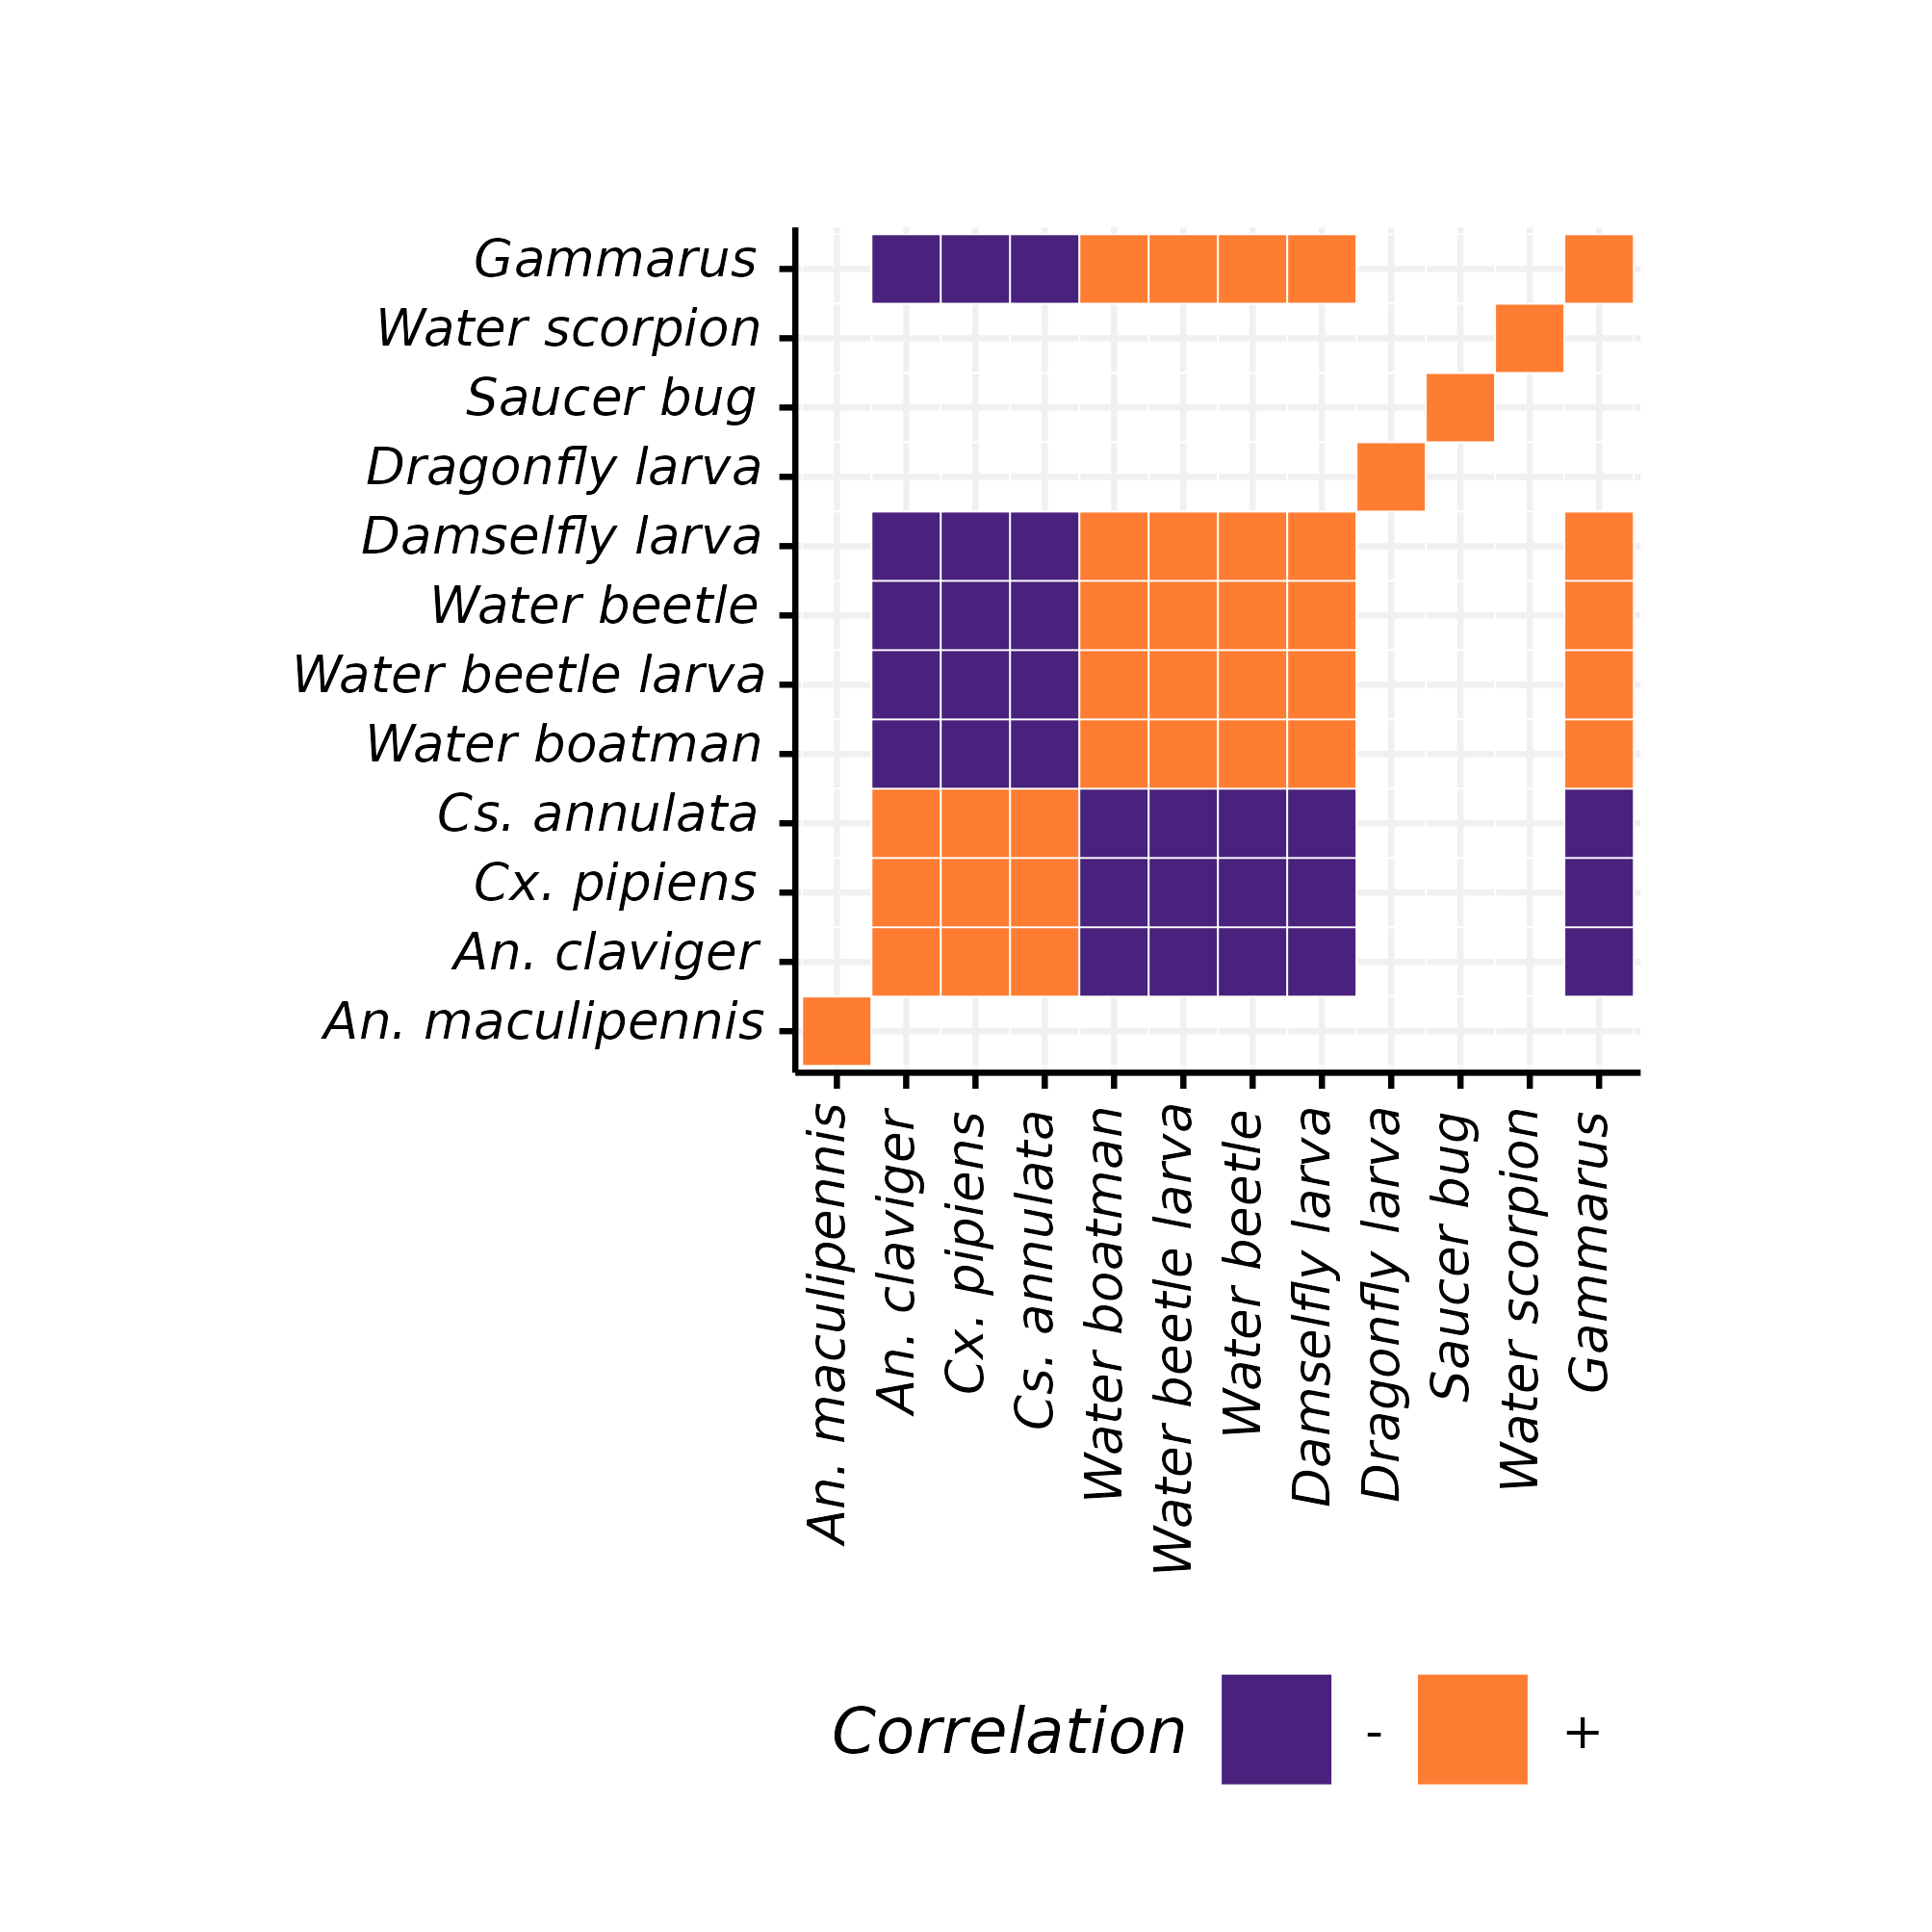 Gammarus
Water scorpion
Saucer bug
Dragonfly larva
Damselfly larva
Water beetle
Water beetle larva
Water boatman
Cs. annulata
Cx. pipiens
An. claviger
An. maculipennis
An. maculipennis
An. claviger
Cx. pipiens
Cs. annulata
Water boatman
Water beetle larva
Water beetle
Damselfly larva
Dragonfly larva
Saucer bug
Water scorpion
Gammarus
Correlation - +